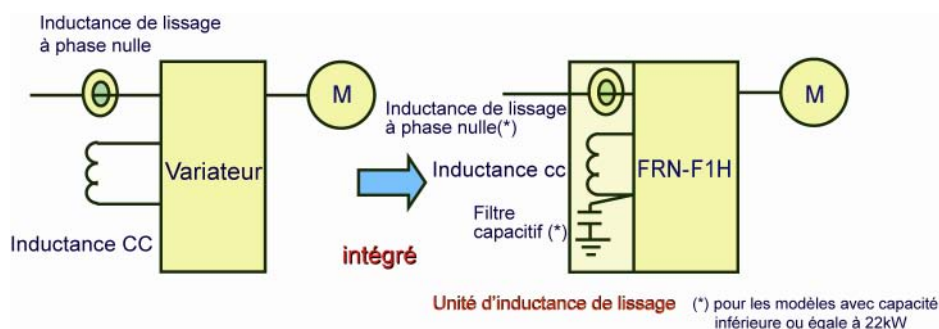 Inductance de lissage
à phase nulle
M
Variateur
Inductance CC
intégré
Inductance de lissage
à phase nulle(*)
Inductance cc
Filtre
capacitif (*)
FRN-F1H
M
Unité d'inductance de lissage
(*) pour les modèles avec capacité
inférieure ou égale à 22kW